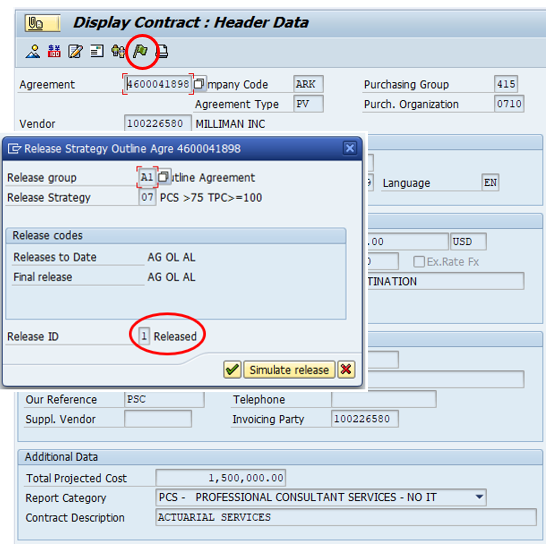 Display Contract : Header Data
Agreement 4600041898 mpany Code ARK Purchasing Group 415
Agreement Type PV Purch. Organization 0710
Vendor 100226580 MILLIMAN INC
Release Strategy Outline Agre 4600041898
Release group A1 utline Agreement
Release Strategy 07 PCS >75 TPC>=100
9 Language EN
Release codes
Releases to Date AG OL AL
Final release AG OL AL
.00 USD
0 Ex.Rate Fx
TINATION
Release ID 1 Released
Simulate release
Our Reference PSC Telephone
Suppl. Vendor Invoicing Party 100226580
Additional Data
Total Projected Cost 1,500,000.00
Report Category PCS - PROFESSIONAL CONSULTANT SERVICES - NO IT
Contract Description ACTUARIAL SERVICES